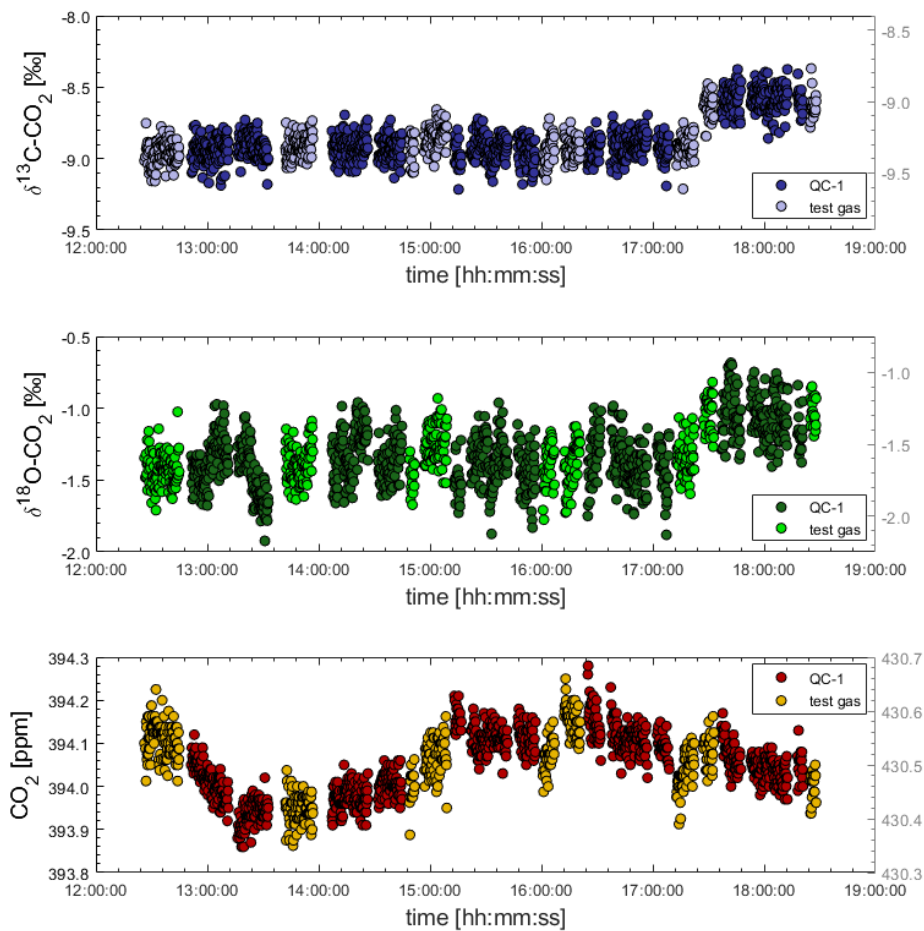 -8.0
-8.5
-9.0
-9.5
δ¹³C-CO₂ [‰]
-8.5
-9.0
-9.5
QC-1
test gas
12:00:00 13:00:00 14:00:00 15:00:00 16:00:00 17:00:00 18:00:00 19:00:00
time [hh:mm:ss]
-0.5
-1.0
-1.5
-2.0
δ¹⁸O-CO₂ [‰]
-1.0
-1.5
-2.0
QC-1
test gas
12:00:00 13:00:00 14:00:00 15:00:00 16:00:00 17:00:00 18:00:00 19:00:00
time [hh:mm:ss]
394.3
394.2
394.1
394.0
393.9
393.8
CO₂ [ppm]
430.7
430.6
430.5
430.4
430.3
QC-1
test gas
12:00:00 13:00:00 14:00:00 15:00:00 16:00:00 17:00:00 18:00:00 19:00:00
time [hh:mm:ss]